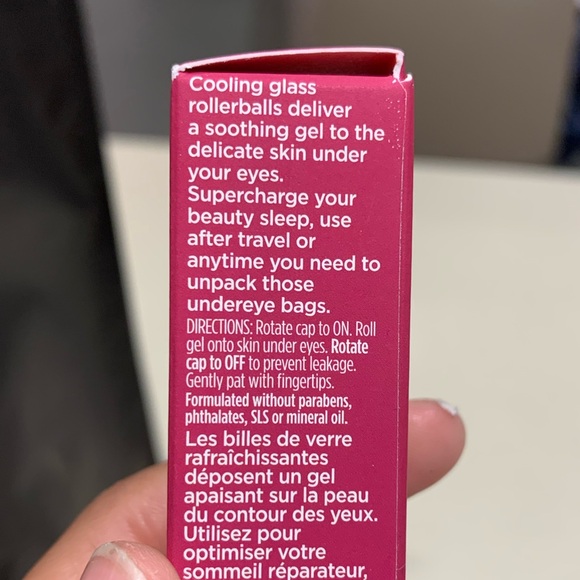 Cooling glass
rollerballs deliver
a soothing gel to the
delicate skin under
your eyes.
Supercharge your
beauty sleep, use
after travel or
anytime you need to
unpack those
undereye bags.
DIRECTIONS: Rotate cap to ON. Roll
gel onto skin under eyes. Rotate
cap to OFF to prevent leakage.
Gently pat with fingertips.
Formulated without parabens,
phthalates, SLS or mineral oil.
Les billes de verre
rafraîchissantes
déposent un gel
apaisant sur la peau
du contour des yeux.
Utilisez pour
optimiser votre
sommeil réparateur,